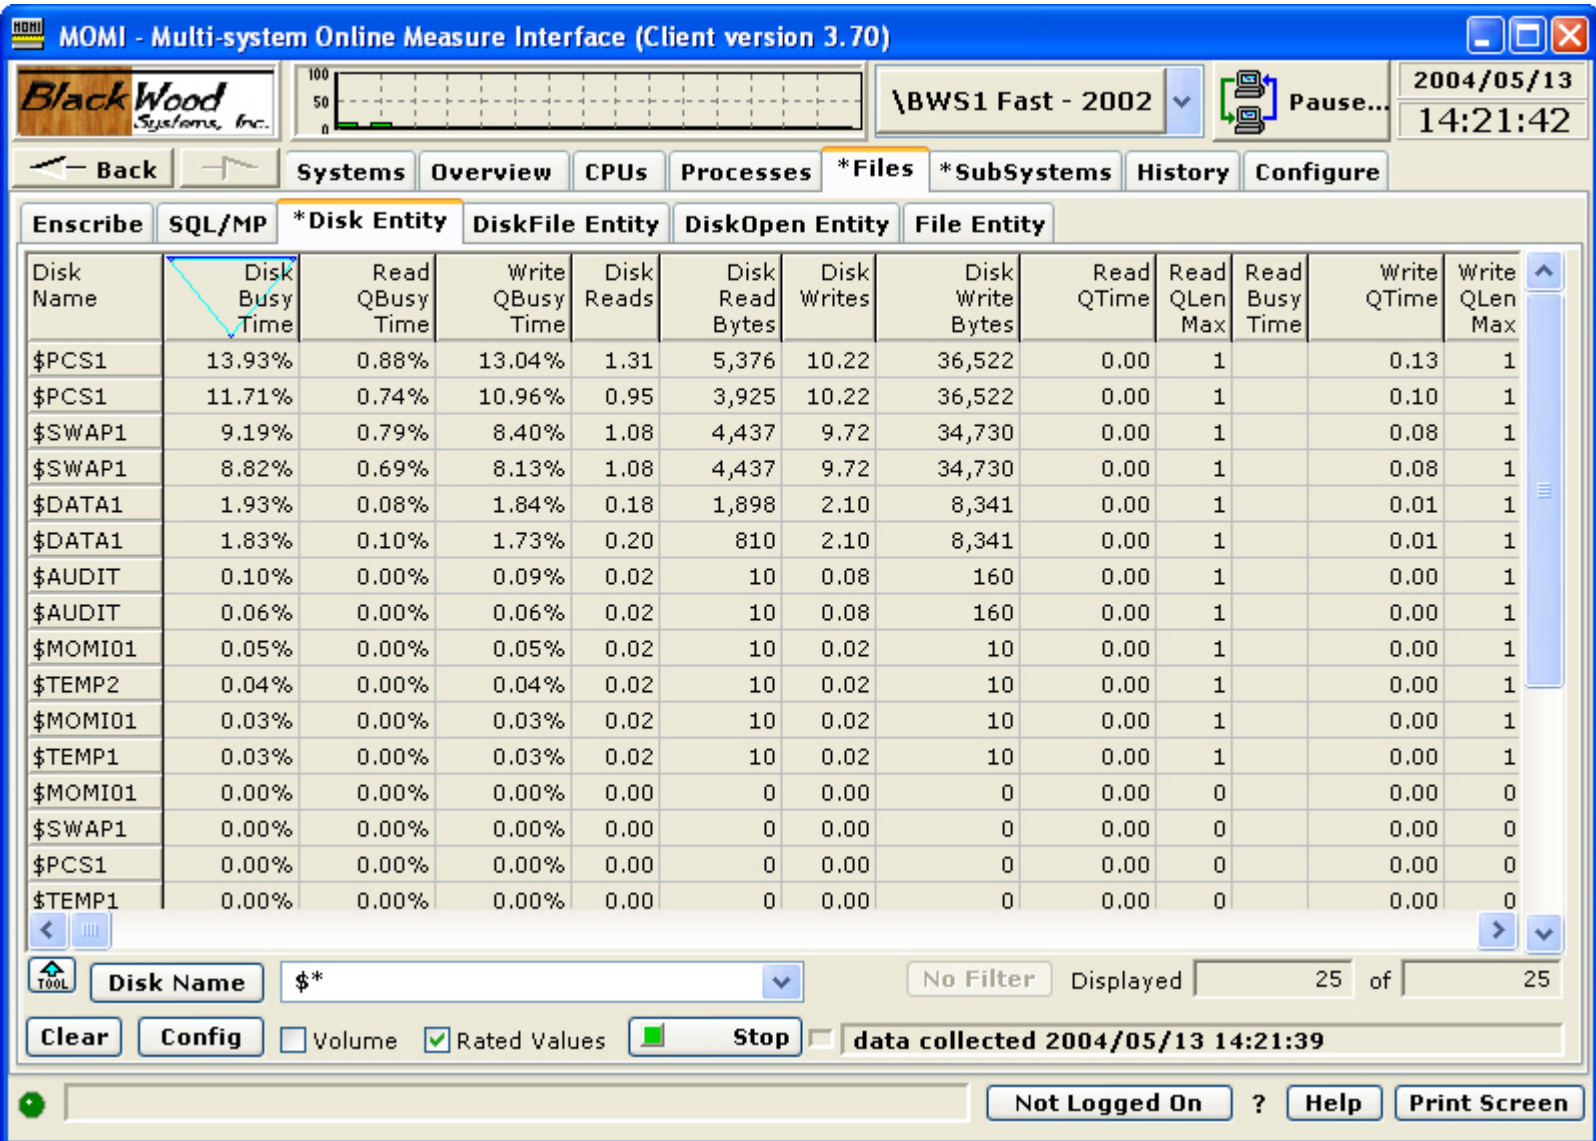 MOMI MOMI - Multi-system Online Measure Interface (Client version 3.70)
BlackWood
Systems, Inc.
100
50
0
\BWS1 Fast - 2002
Pause...
2004/05/13
14:21:42
Back Systems Overview CPUs Processes *Files *SubSystems History Configure
Enscribe SQL/MP *Disk Entity DiskFile Entity DiskOpen Entity File Entity
Disk Disk Read Write Disk Disk Disk Disk Read Read Read Write Write
Name Busy QBusy QBusy Reads Read Writes Write QTime QLen Busy QTime QLen
Time Time Time Bytes Bytes Max Time Max
$PCS1 13.93% 0.88% 13.04% 1.31 5,376 10.22 36,522 0.00 1 0.13 1
$PCS1 11.71% 0.74% 10.96% 0.95 3,925 10.22 36,522 0.00 1 0.10 1
$SWAP1 9.19% 0.79% 8.40% 1.08 4,437 9.72 34,730 0.00 1 0.08 1
$SWAP1 8.82% 0.69% 8.13% 1.08 4,437 9.72 34,730 0.00 1 0.08 1
$DATA1 1.93% 0.08% 1.84% 0.18 1,898 2.10 8,341 0.00 1 0.01 1
$DATA1 1.83% 0.10% 1.73% 0.20 810 2.10 8,341 0.00 1 0.01 1
$AUDIT 0.10% 0.00% 0.09% 0.02 10 0.08 160 0.00 1 0.00 1
$AUDIT 0.06% 0.00% 0.06% 0.02 10 0.08 160 0.00 1 0.00 1
$MOMI01 0.05% 0.00% 0.05% 0.02 10 0.02 10 0.00 1 0.00 1
$TEMP2 0.04% 0.00% 0.04% 0.02 10 0.02 10 0.00 1 0.00 1
$MOMI01 0.03% 0.00% 0.03% 0.02 10 0.02 10 0.00 1 0.00 1
$TEMP1 0.03% 0.00% 0.03% 0.02 10 0.02 10 0.00 1 0.00 1
$MOMI01 0.00% 0.00% 0.00% 0.00 0 0.00 0 0.00 0 0.00 0
$SWAP1 0.00% 0.00% 0.00% 0.00 0 0.00 0 0.00 0 0.00 0
$PCS1 0.00% 0.00% 0.00% 0.00 0 0.00 0 0.00 0 0.00 0
$TEMP1 0.00% 0.00% 0.00% 0.00 0 0.00 0 0.00 0 0.00 0
TOOL Disk Name $* No Filter Displayed 25 of 25
Clear Config Volume Rated Values Stop data collected 2004/05/13 14:21:39
Not Logged On ? Help Print Screen